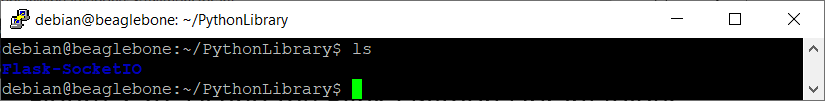 debian@beaglebone: ~/PythonLibrary
debian@beaglebone:~/PythonLibrary$ ls
Flask-SocketIO
debian@beaglebone:~/PythonLibrary$